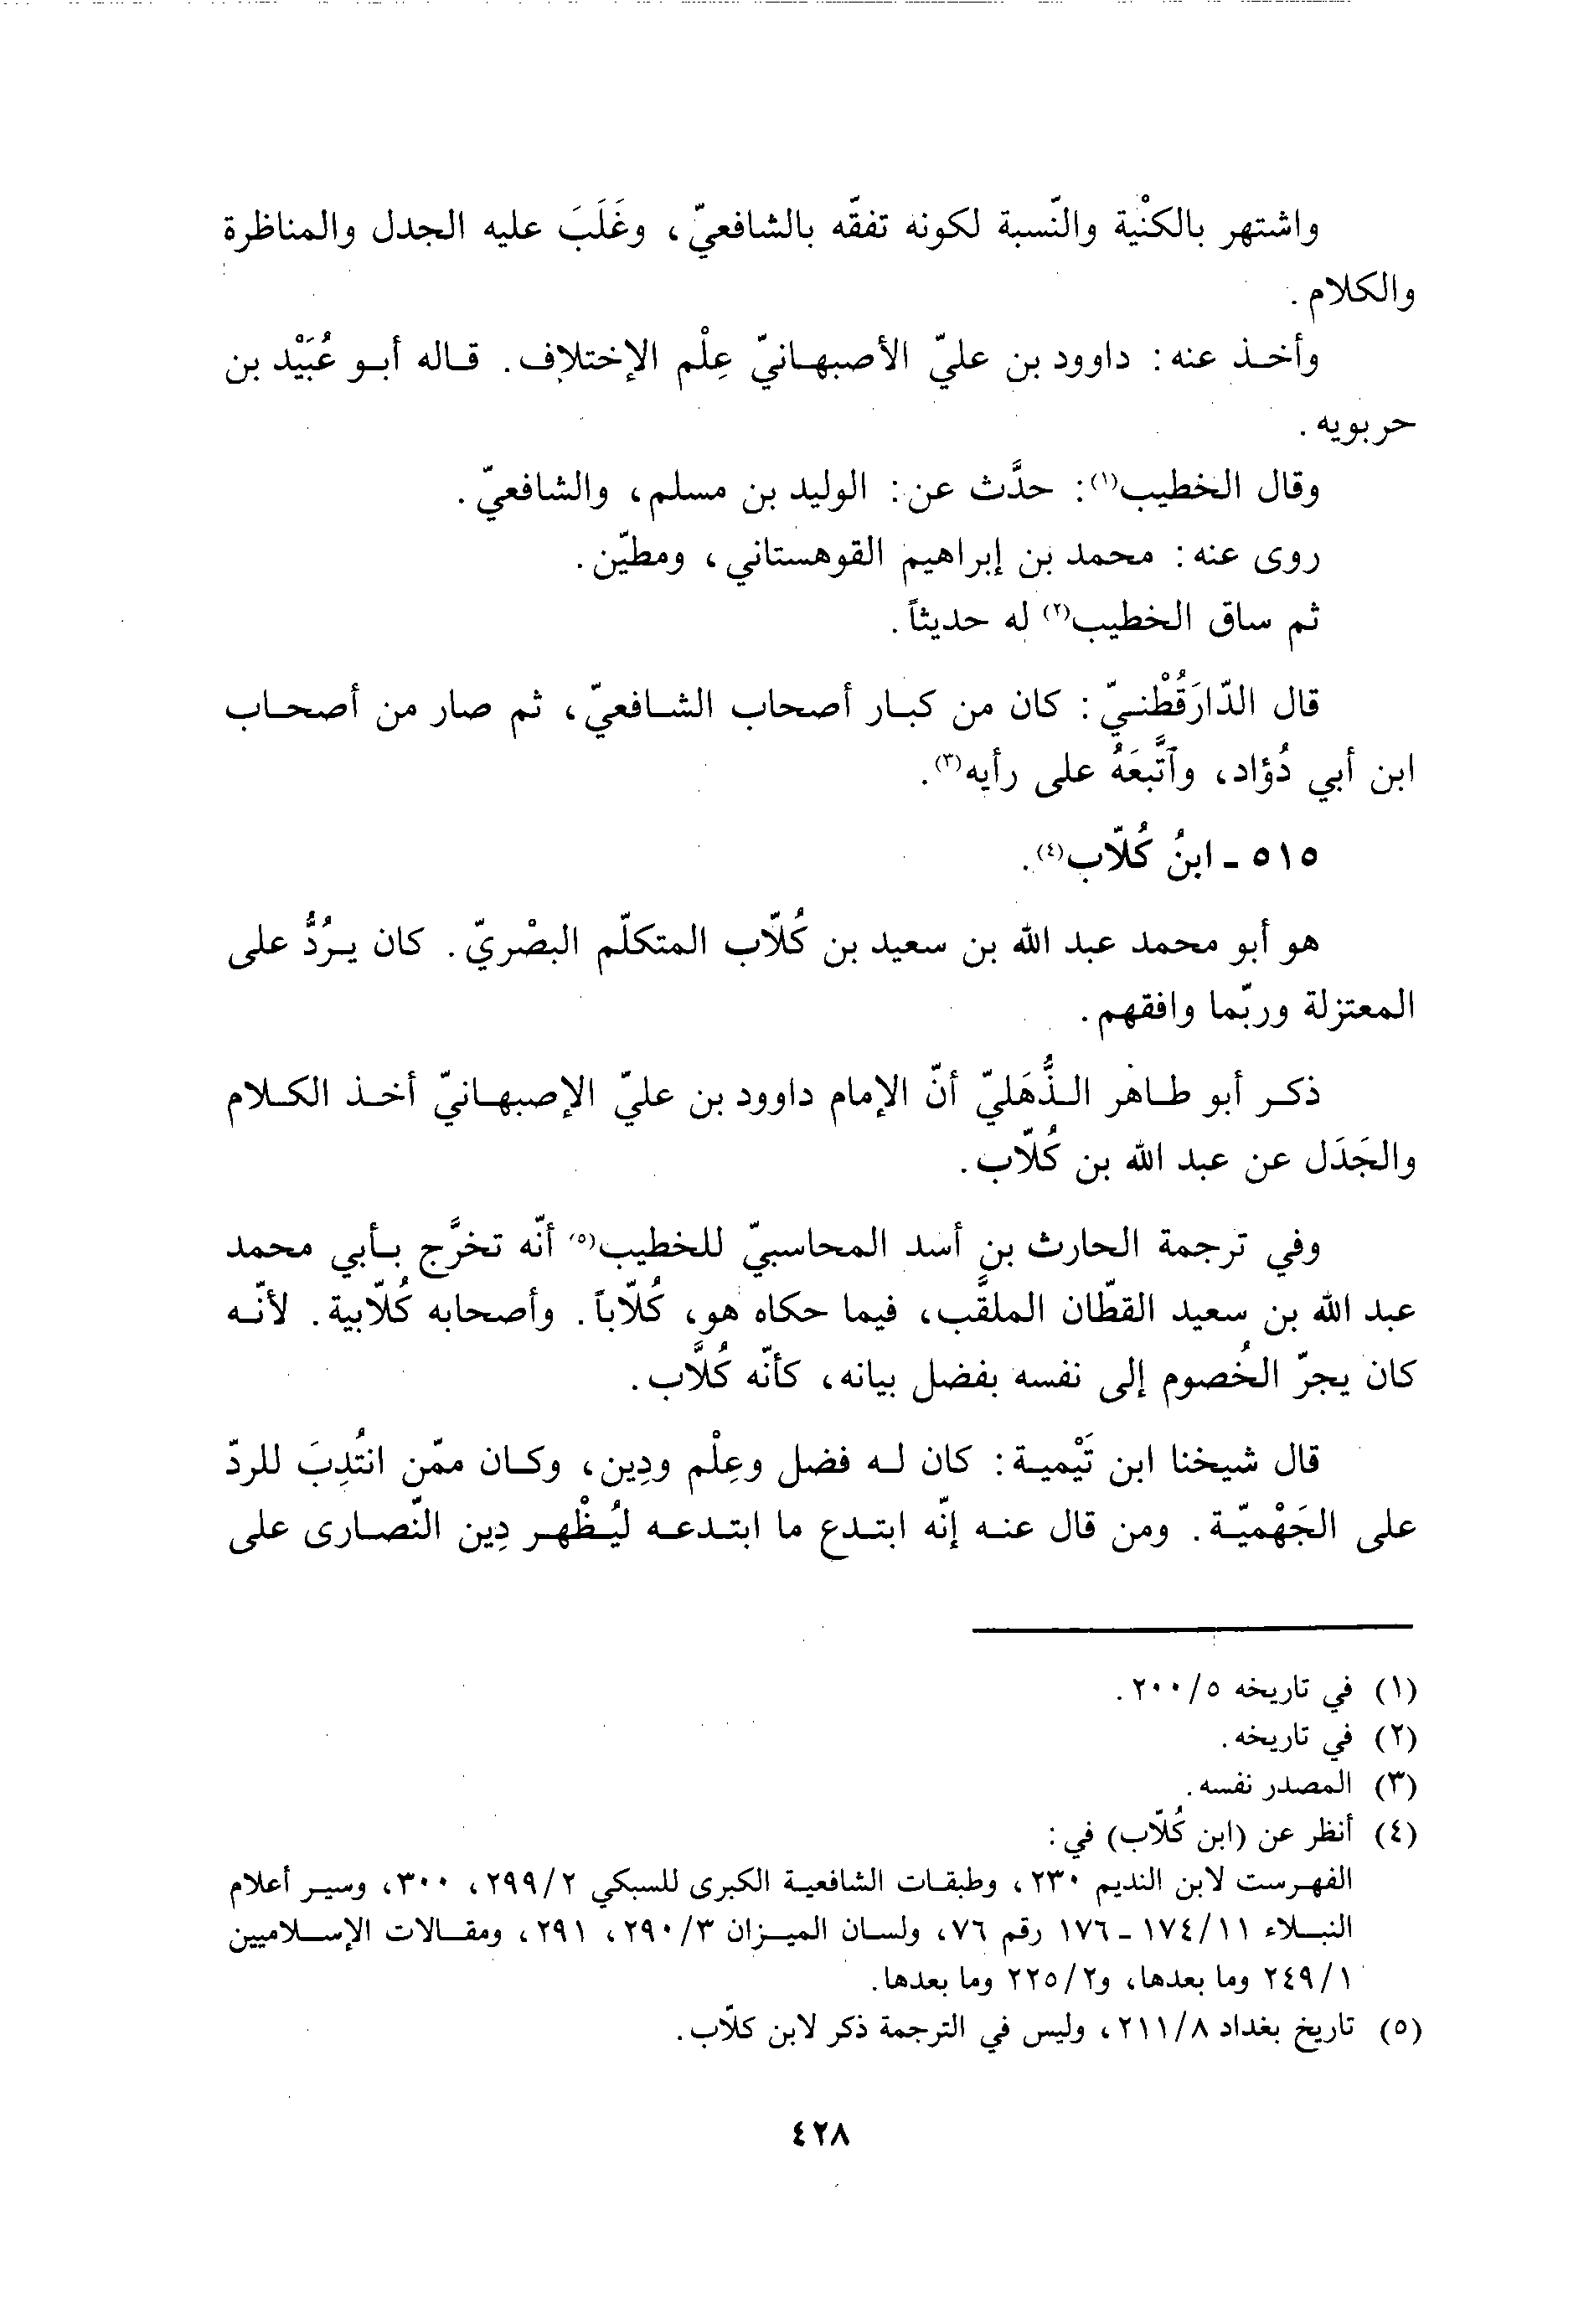 واشتهر بالكنْية والنّسبة لكونه تفقّه بالشافعيّ، وغَلَبَ عليه الجدل والمناظرة
والكلام.
وأخذ عنه: داوود بن عليّ الأصبهانيّ عِلْم الإختلاف. قاله أبو عُبَيْد بن
حربويه.
وقال الخطيب(١): حدَّث عن: الوليد بن مسلم، والشافعيّ.
روى عنه: محمد بن إبراهيم القوهستاني، ومطيّن.
ثم ساق الخطيب(٢) له حديثاً.
قال الدّارَقُطْنيّ: كان من كبار أصحاب الشافعيّ، ثم صار من أصحاب
ابن أبي دُؤاد، وٱتَّبَعَهُ على رأيه(٣).
٥١٥ - ابنُ كُلّاب(٤).
هو أبو محمد عبد الله بن سعيد بن كُلّاب المتكلّم البصْريّ. كان يرُدُّ على
المعتزلة وربّما وافقهم.
ذكر أبو طاهر الذُّهَليّ أنّ الإمام داوود بن عليّ الإصبهانيّ أخذ الكلام
والجَدَل عن عبد الله بن كُلّاب.
وفي ترجمة الحارث بن أسد المحاسبيّ للخطيب(٥) أنّه تخرَّج بأبي محمد
عبد الله بن سعيد القطّان الملقَّب، فيما حكاه هو، كُلّاباً. وأصحابه كُلّابية. لأنّه
كان يجرّ الخُصوم إلى نفسه بفضل بيانه، كأنّه كُلَّاب.
قال شيخنا ابن تَيْمية: كان له فضل وعِلْم ودِين، وكان ممّن انتُدِبَ للردّ
على الجَهْميّة. ومن قال عنه إنّه ابتدع ما ابتدعه ليُظْهر دِين النّصارى على
(١) في تاريخه ٢٠٠/٥.
(٢) في تاريخه.
(٣) المصدر نفسه.
(٤) أنظر عن (ابن كُلّاب) في:
الفهرست لابن النديم ٢٣٠، وطبقات الشافعية الكبرى للسبكي ٢٩٩/٢، ٣٠٠، وسير أعلام
النبلاء ١٧٤/١١ - ١٧٦ رقم ٧٦، ولسان الميزان ٢٩٠/٣، ٢٩١، ومقالات الإسلاميين
٢٤٩/١ وما بعدها، و٢٢٥/٢ وما بعدها.
(٥) تاريخ بغداد ٢١١/٨، وليس في الترجمة ذكر لابن كلّاب.
٤٢٨